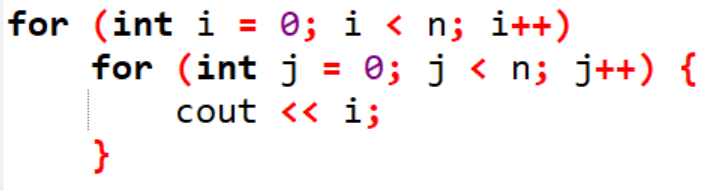 for (int i = 0; i < n; i++)
    for (int j = 0; j < n; j++) {
        cout << i;
    }